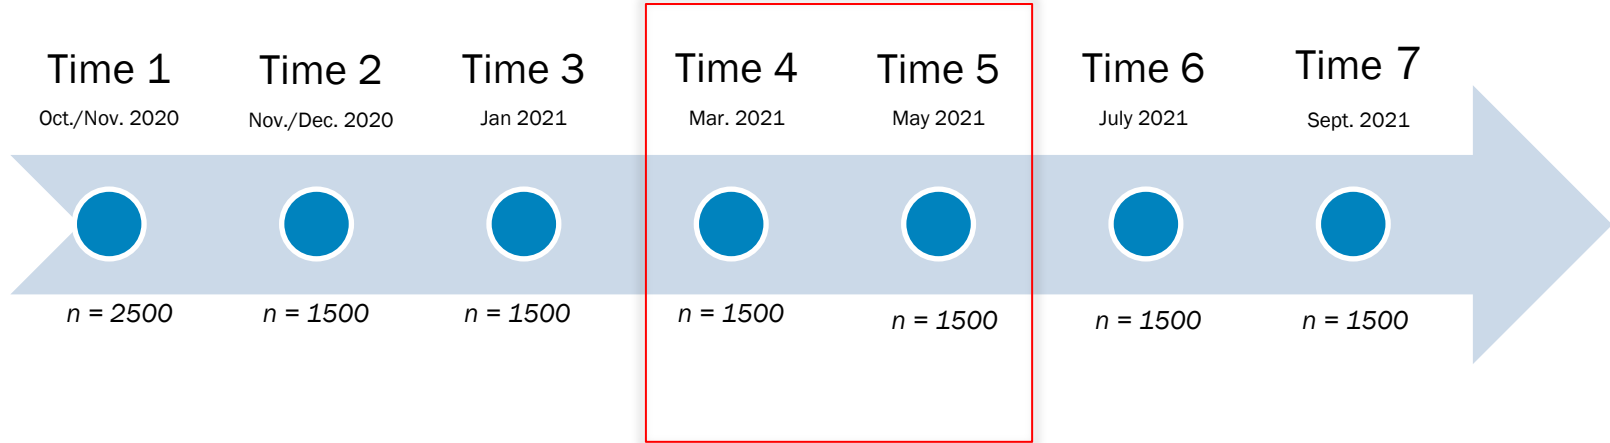 Time 1
Oct./Nov. 2020
n = 2500
Time 2
Nov./Dec. 2020
n = 1500
Time 3
Jan 2021
n = 1500
Time 4
Mar. 2021
n = 1500
Time 5
May 2021
n = 1500
Time 6
July 2021
n = 1500
Time 7
Sept. 2021
n = 1500